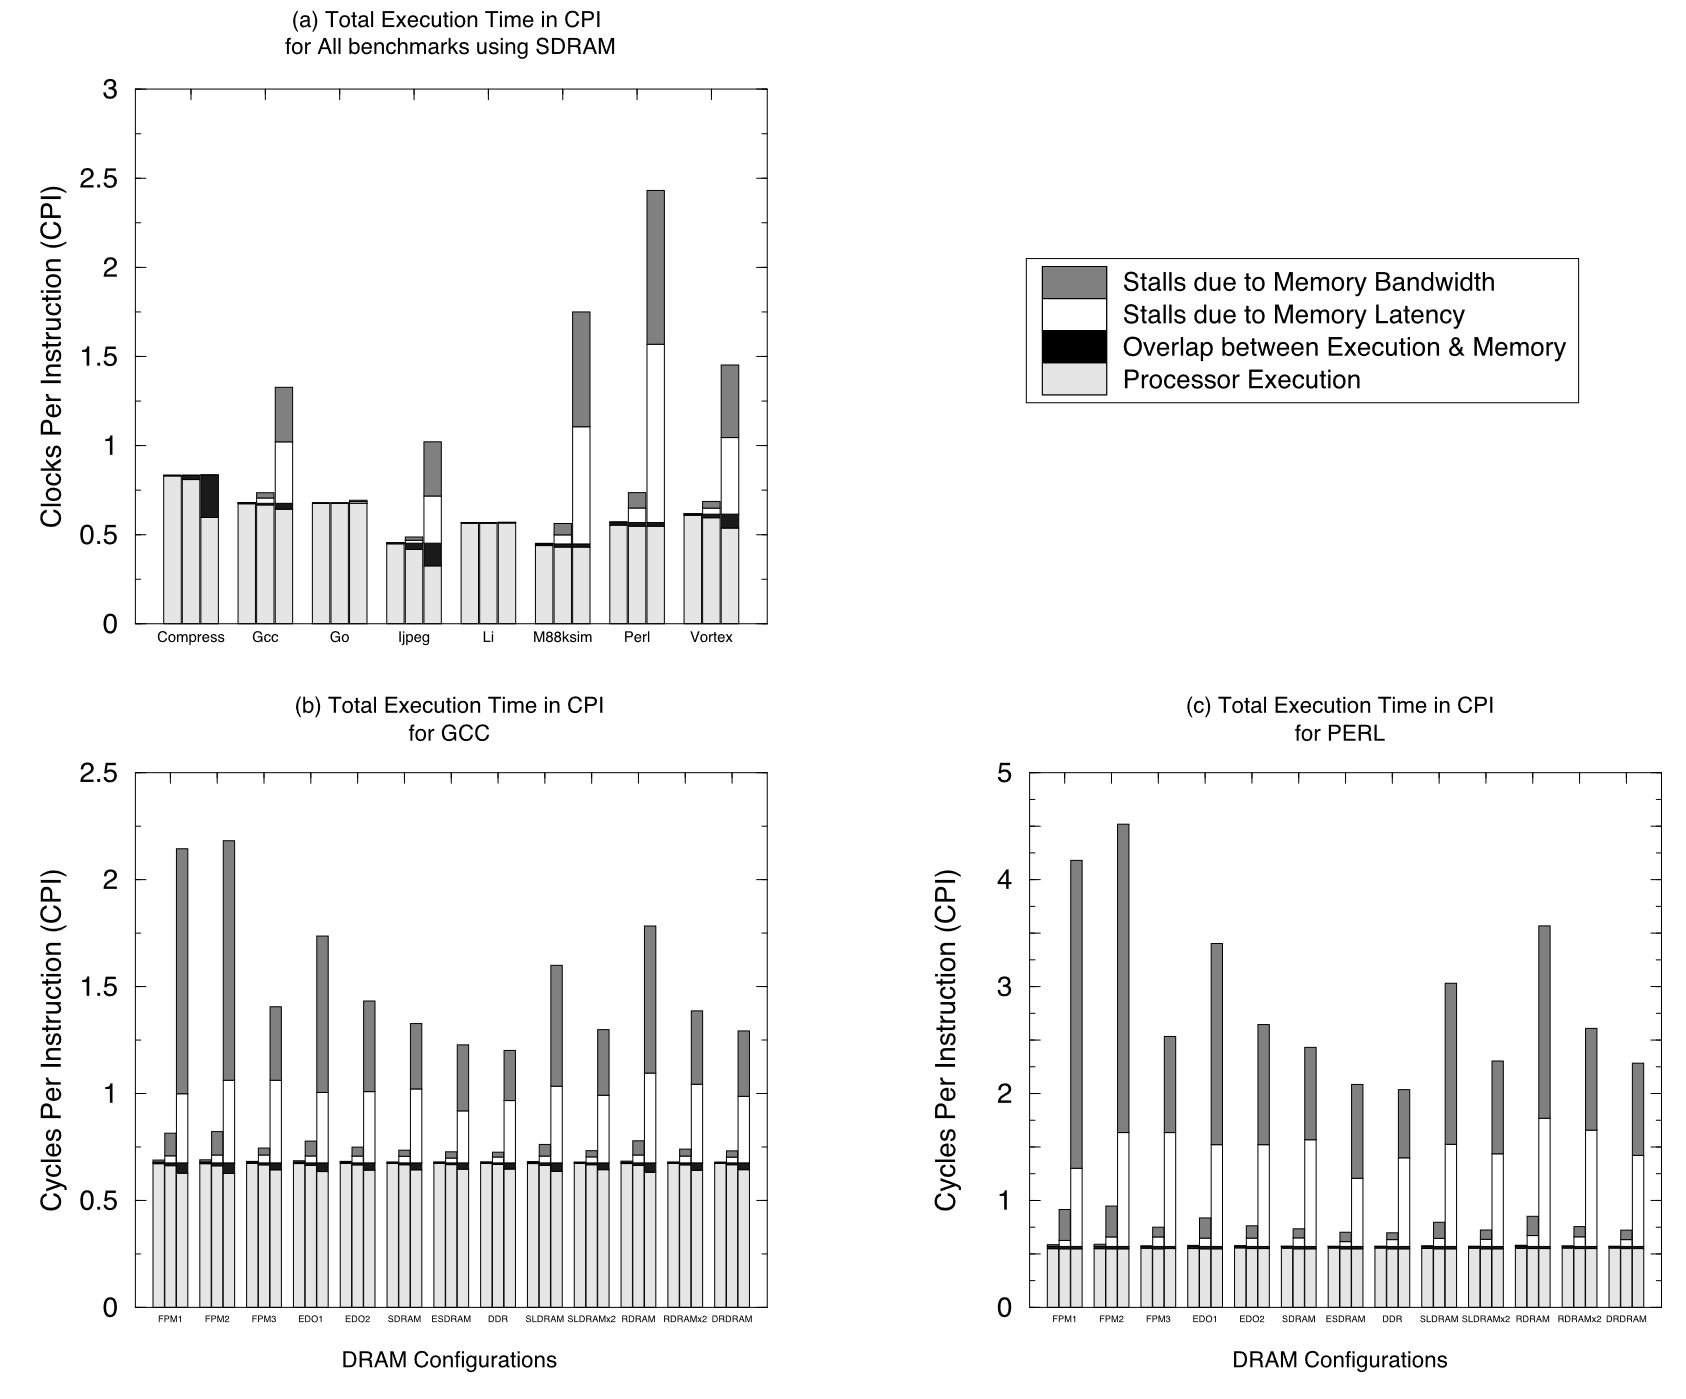 (a) Total Execution Time in CPI
for All benchmarks using SDRAM
Clocks Per Instruction (CPI)
3
2.5
2
1.5
1
0.5
0
Compress Gcc Go Ijpeg Li M88ksim Perl Vortex
Stalls due to Memory Bandwidth
Stalls due to Memory Latency
Overlap between Execution & Memory
Processor Execution
(b) Total Execution Time in CPI
for GCC
Cycles Per Instruction (CPI)
2.5
2
1.5
1
0.5
0
FPM1 FPM2 FPM3 EDO1 EDO2 SDRAM ESDRAM DDR SLDRAM SLDRAMx2 RDRAM RDRAMx2 DRDRAM
DRAM Configurations
(c) Total Execution Time in CPI
for PERL
Cycles Per Instruction (CPI)
5
4
3
2
1
0
FPM1 FPM2 FPM3 EDO1 EDO2 SDRAM ESDRAM DDR SLDRAM SLDRAMx2 RDRAM RDRAMx2 DRDRAM
DRAM Configurations